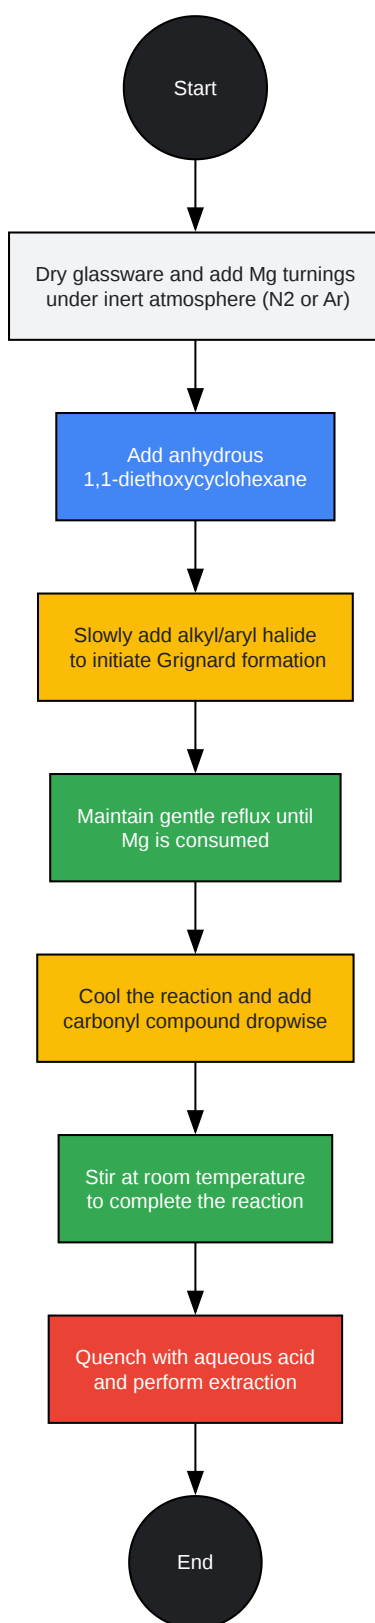 Start
Dry glassware and add Mg turnings
under inert atmosphere (N2 or Ar)
Add anhydrous
1,1-diethoxycyclohexane
Slowly add alkyl/aryl halide
to initiate Grignard formation
Maintain gentle reflux until
Mg is consumed
Cool the reaction and add
carbonyl compound dropwise
Stir at room temperature
to complete the reaction
Quench with aqueous acid
and perform extraction
End